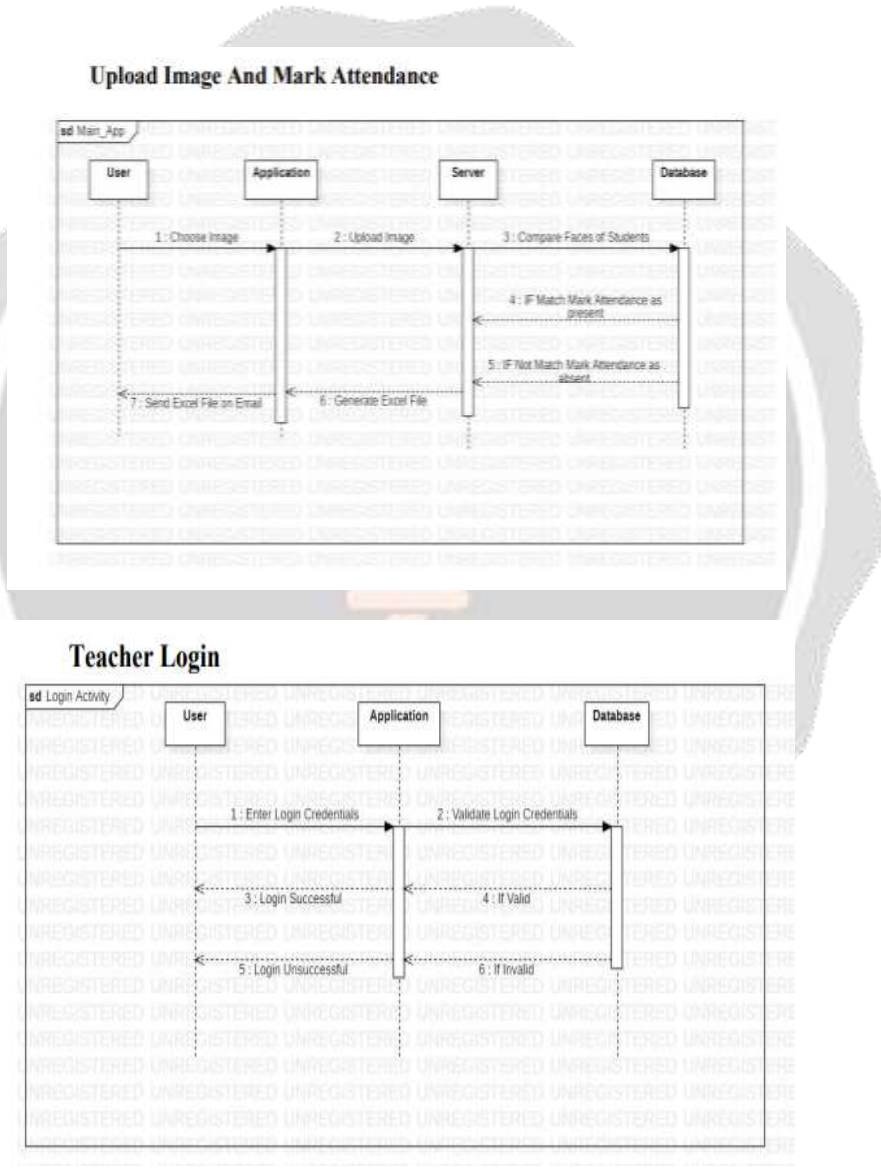 Upload Image And Mark Attendance
sd Main_App
User
Application
Server
Database
1 : Choose Image
2 : Upload Image
3 : Compare Faces of Students
4 : IF Match Mark Attendance as
present
5 : IF Not Match Mark Attendance as
absent
6 : Generate Excel File
7 : Send Excel File on Email
Teacher Login
sd Login Activity
User
Application
Database
1 : Enter Login Credentials
2 : Validate Login Credentials
3 : Login Successful
4 : If Valid
5 : Login Unsuccessful
6 : If Invalid